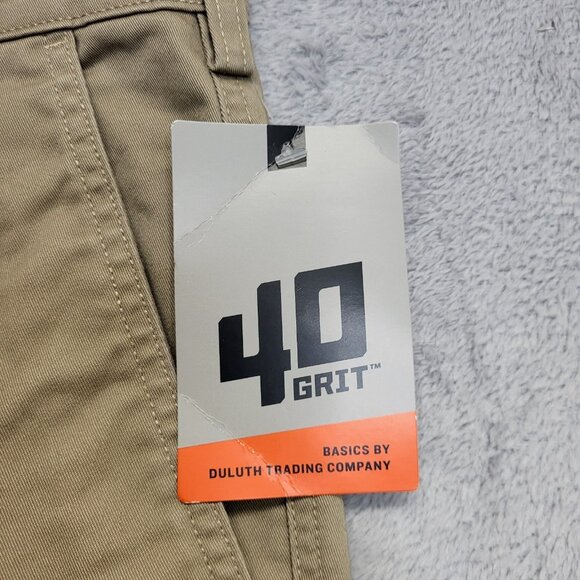 40
GRIT™
BASICS BY
DULUTH TRADING COMPANY